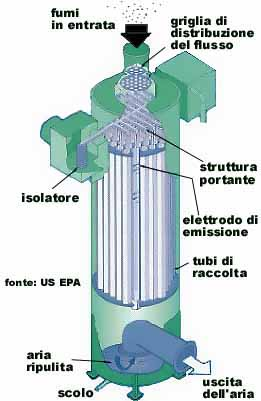 fumi
in entrata
griglia di
distribuzione
del flusso
isolatore
struttura
portante
elettrodo di
emissione
tubi di
raccolta
fonte: US EPA
aria
ripulita
scolo
uscita
dell'aria